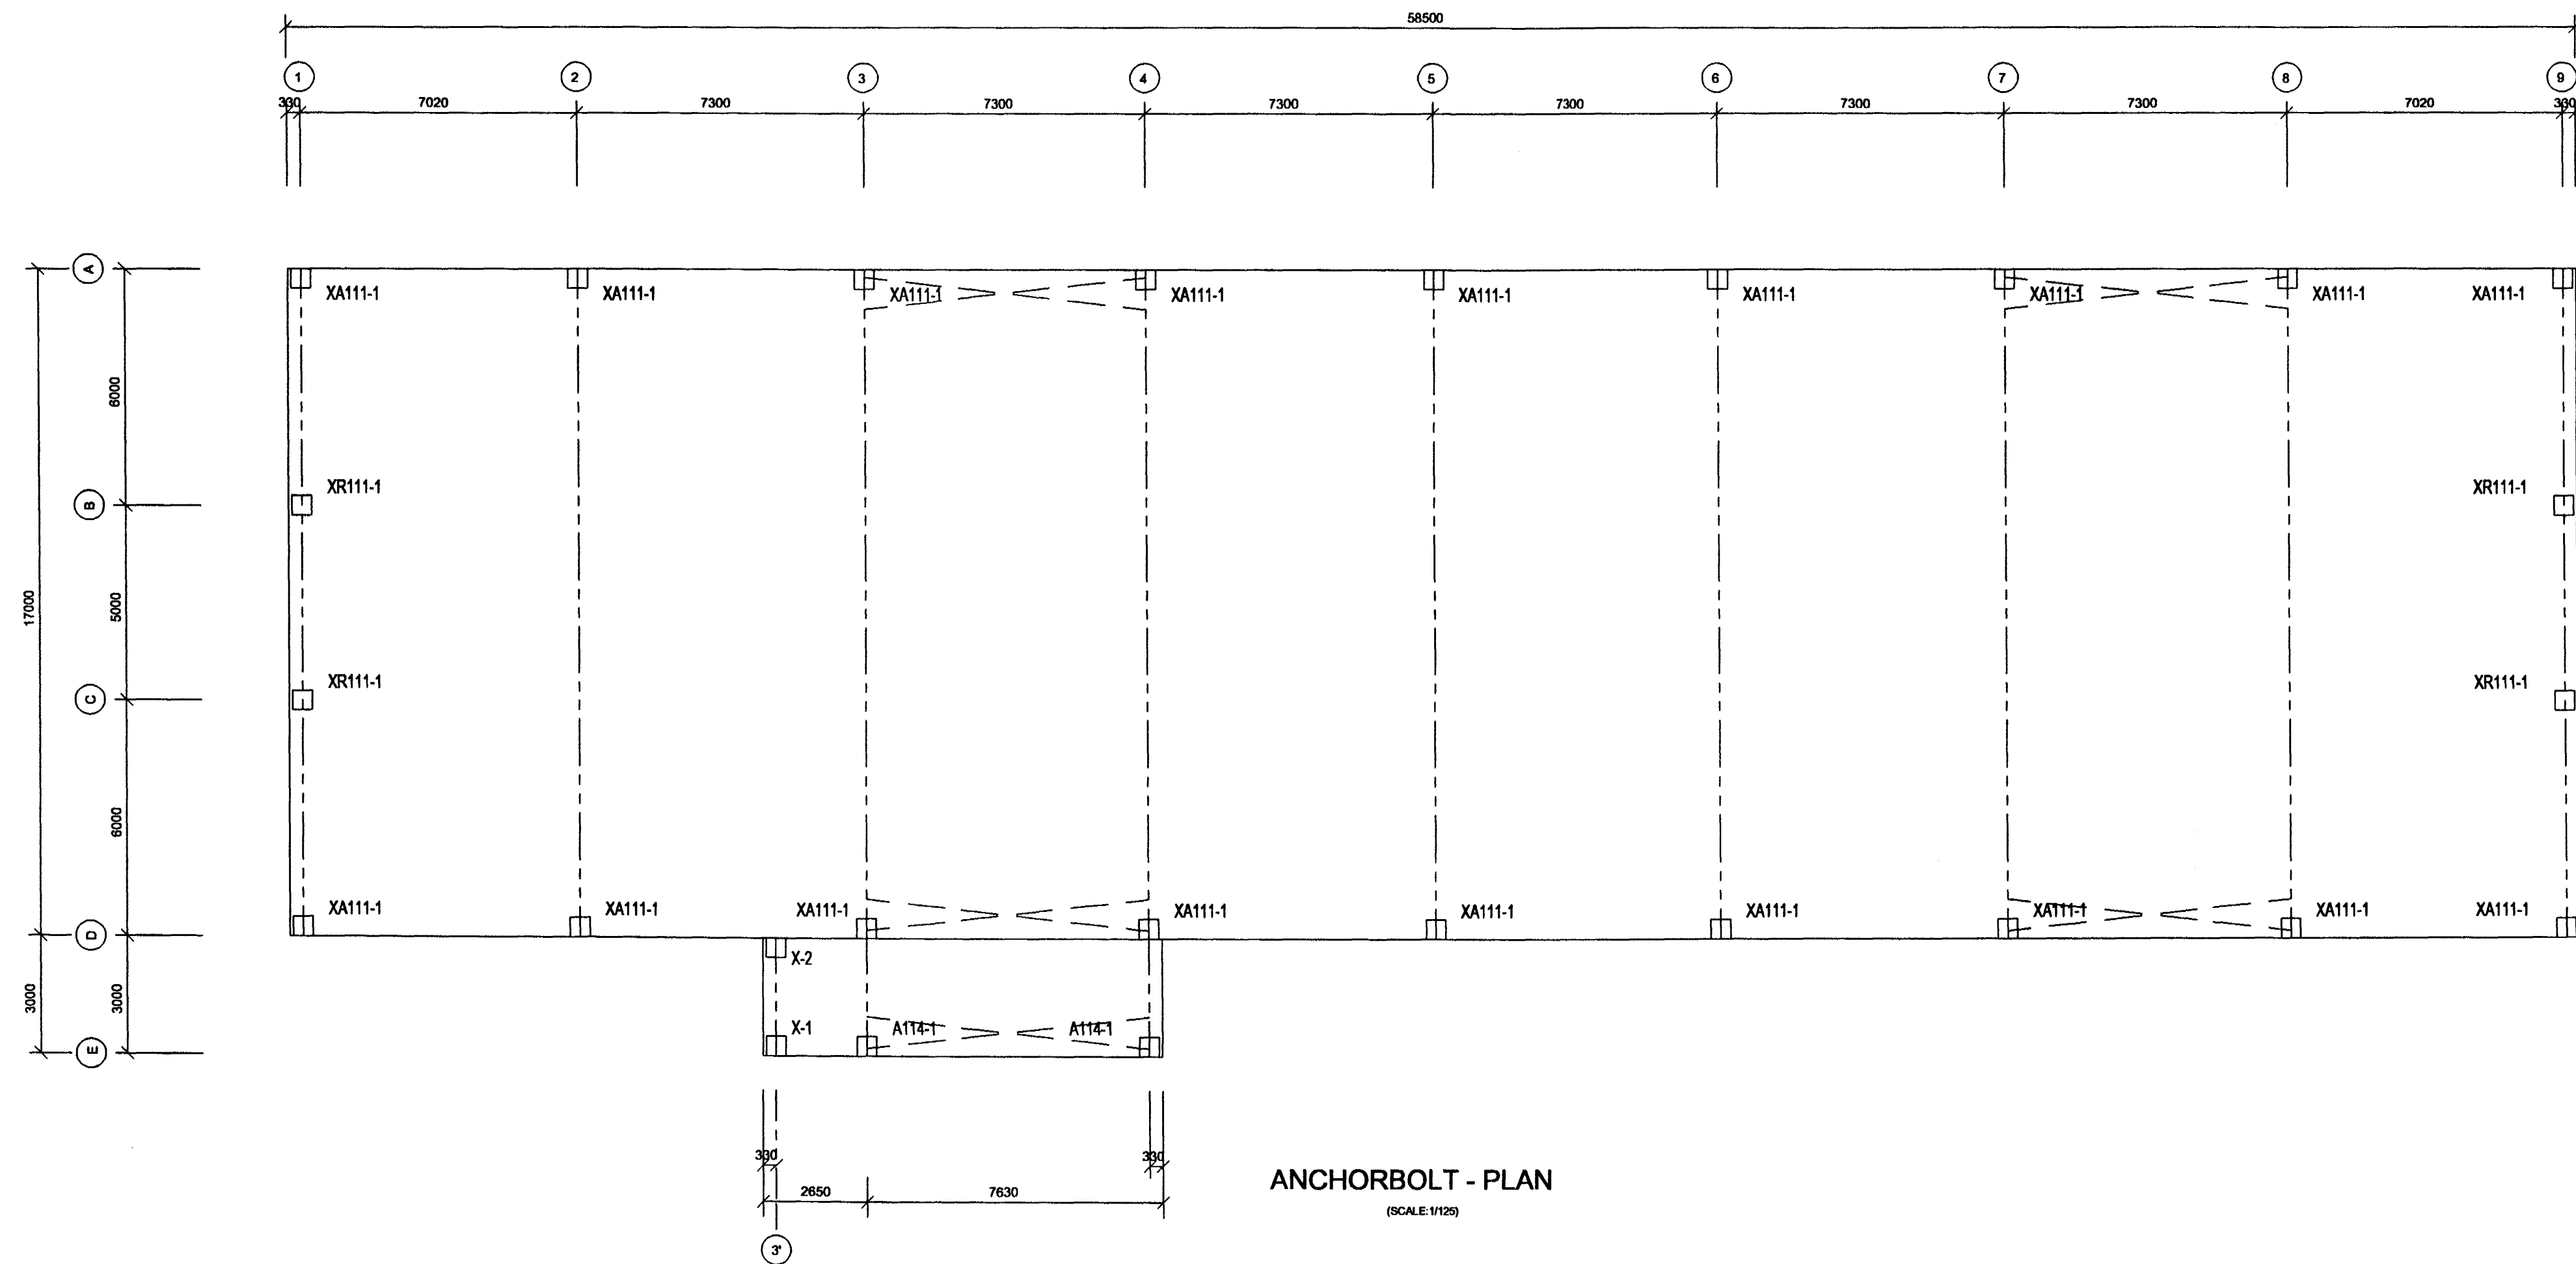 58500
1 2 3 4 5 6 7 8 9
330 7020 7300 7300 7300 7300 7300 7300 7020 330
A
XA111-1 XA111-1 XA111-1 XA111-1 XA111-1 XA111-1 XA111-1 XA111-1 XA111-1
6000
B
XR111-1 XR111-1
17000
5000
C
XR111-1 XR111-1
6000
XA111-1 XA111-1 XA111-1 XA111-1 XA111-1 XA111-1 XA111-1 XA111-1 XA111-1
D
X-2
3000 3000
X-1 A114-1 A114-1
E
330 330
2650 7630
3'
ANCHORBOLT - PLAN
(SCALE:1/125)